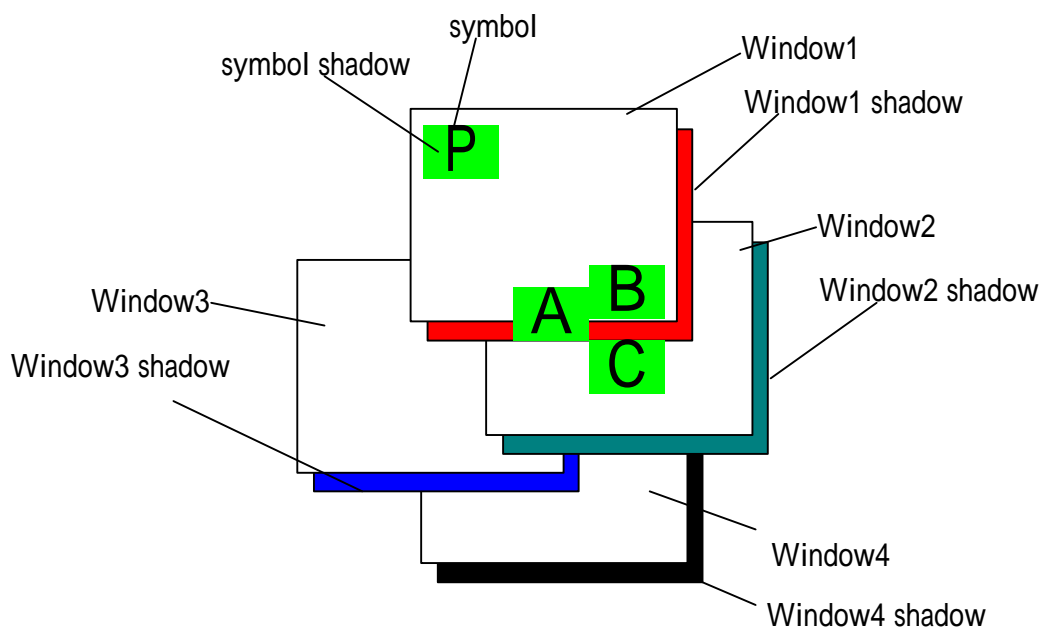 symbol
symbol shadow
Window1
Window1 shadow
P
Window2
Window3
B
A
Window2 shadow
Window3 shadow
C
Window4
Window4 shadow